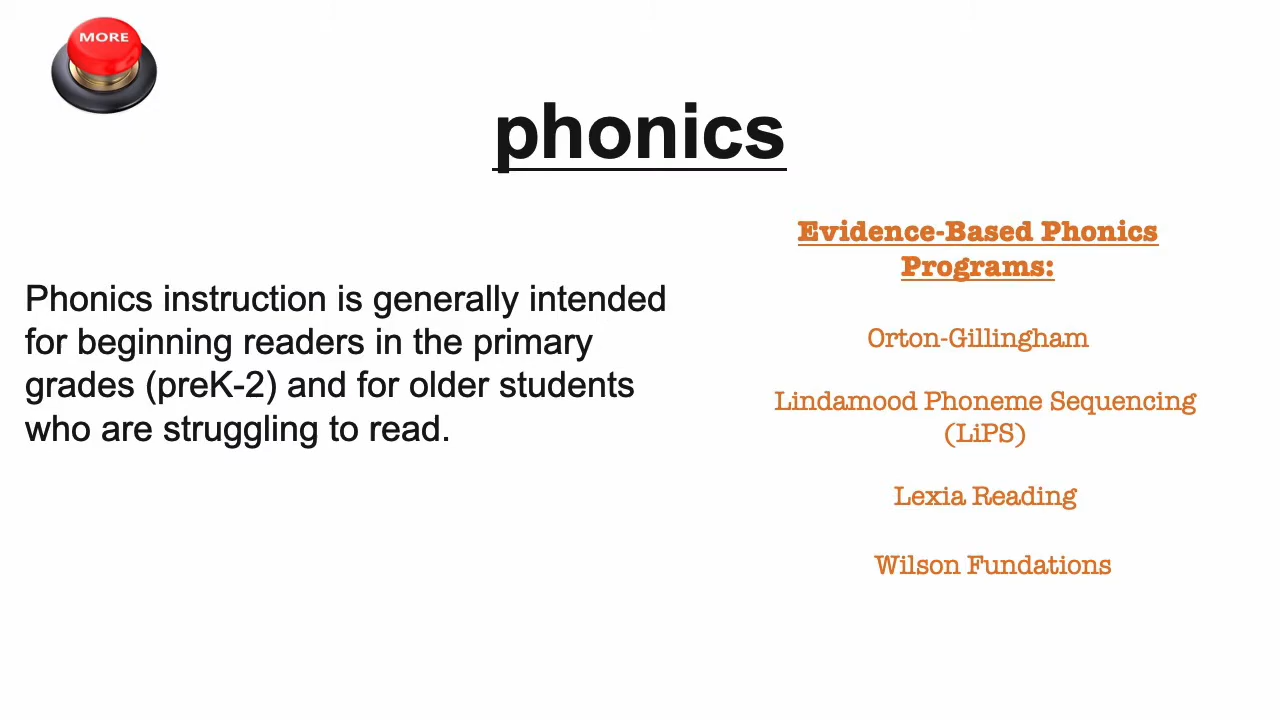 MORE
phonics
Phonics instruction is generally intended
for beginning readers in the primary
grades (preK-2) and for older students
who are struggling to read.
Evidence-Based Phonics
Programs:
Orton-Gillingham
Lindamood Phoneme Sequencing
(LiPS)
Lexia Reading
Wilson Fundations